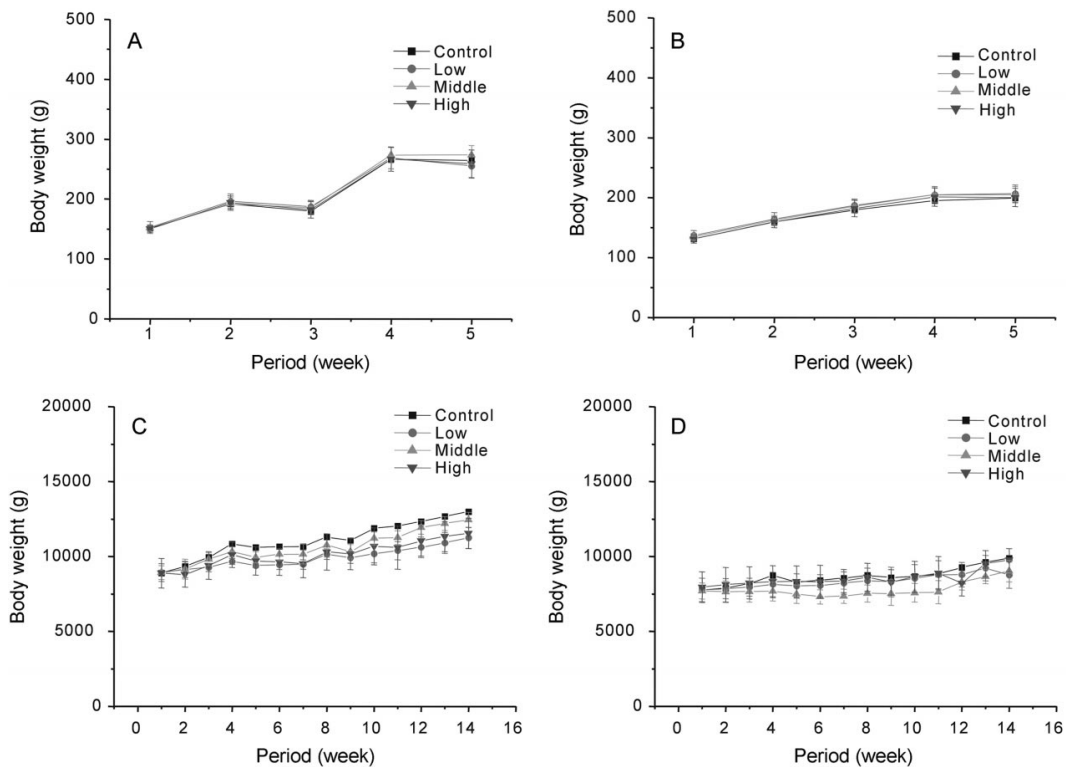 A
Control
Low
Middle
High
Body weight (g)
500
400
300
200
100
0
1 2 3 4 5
Period (week)
B
Control
Low
Middle
High
Body weight (g)
500
400
300
200
100
0
1 2 3 4 5
Period (week)
C
Control
Low
Middle
High
Body weight (g)
20000
15000
10000
5000
0
0 2 4 6 8 10 12 14 16
Period (week)
D
Control
Low
Middle
High
Body weight (g)
20000
15000
10000
5000
0
0 2 4 6 8 10 12 14 16
Period (week)